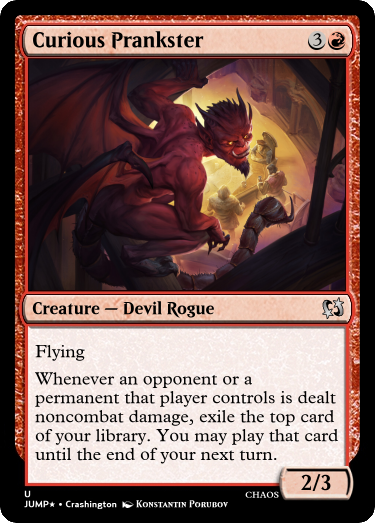 Curious Prankster 3
Creature — Devil Rogue
Flying
Whenever an opponent or a
permanent that player controls is dealt
noncombat damage, exile the top card
of your library. You may play that card
until the end of your next turn.
2/3
U CHAOS
JUMP★ • Crashington Konstantin Porubov